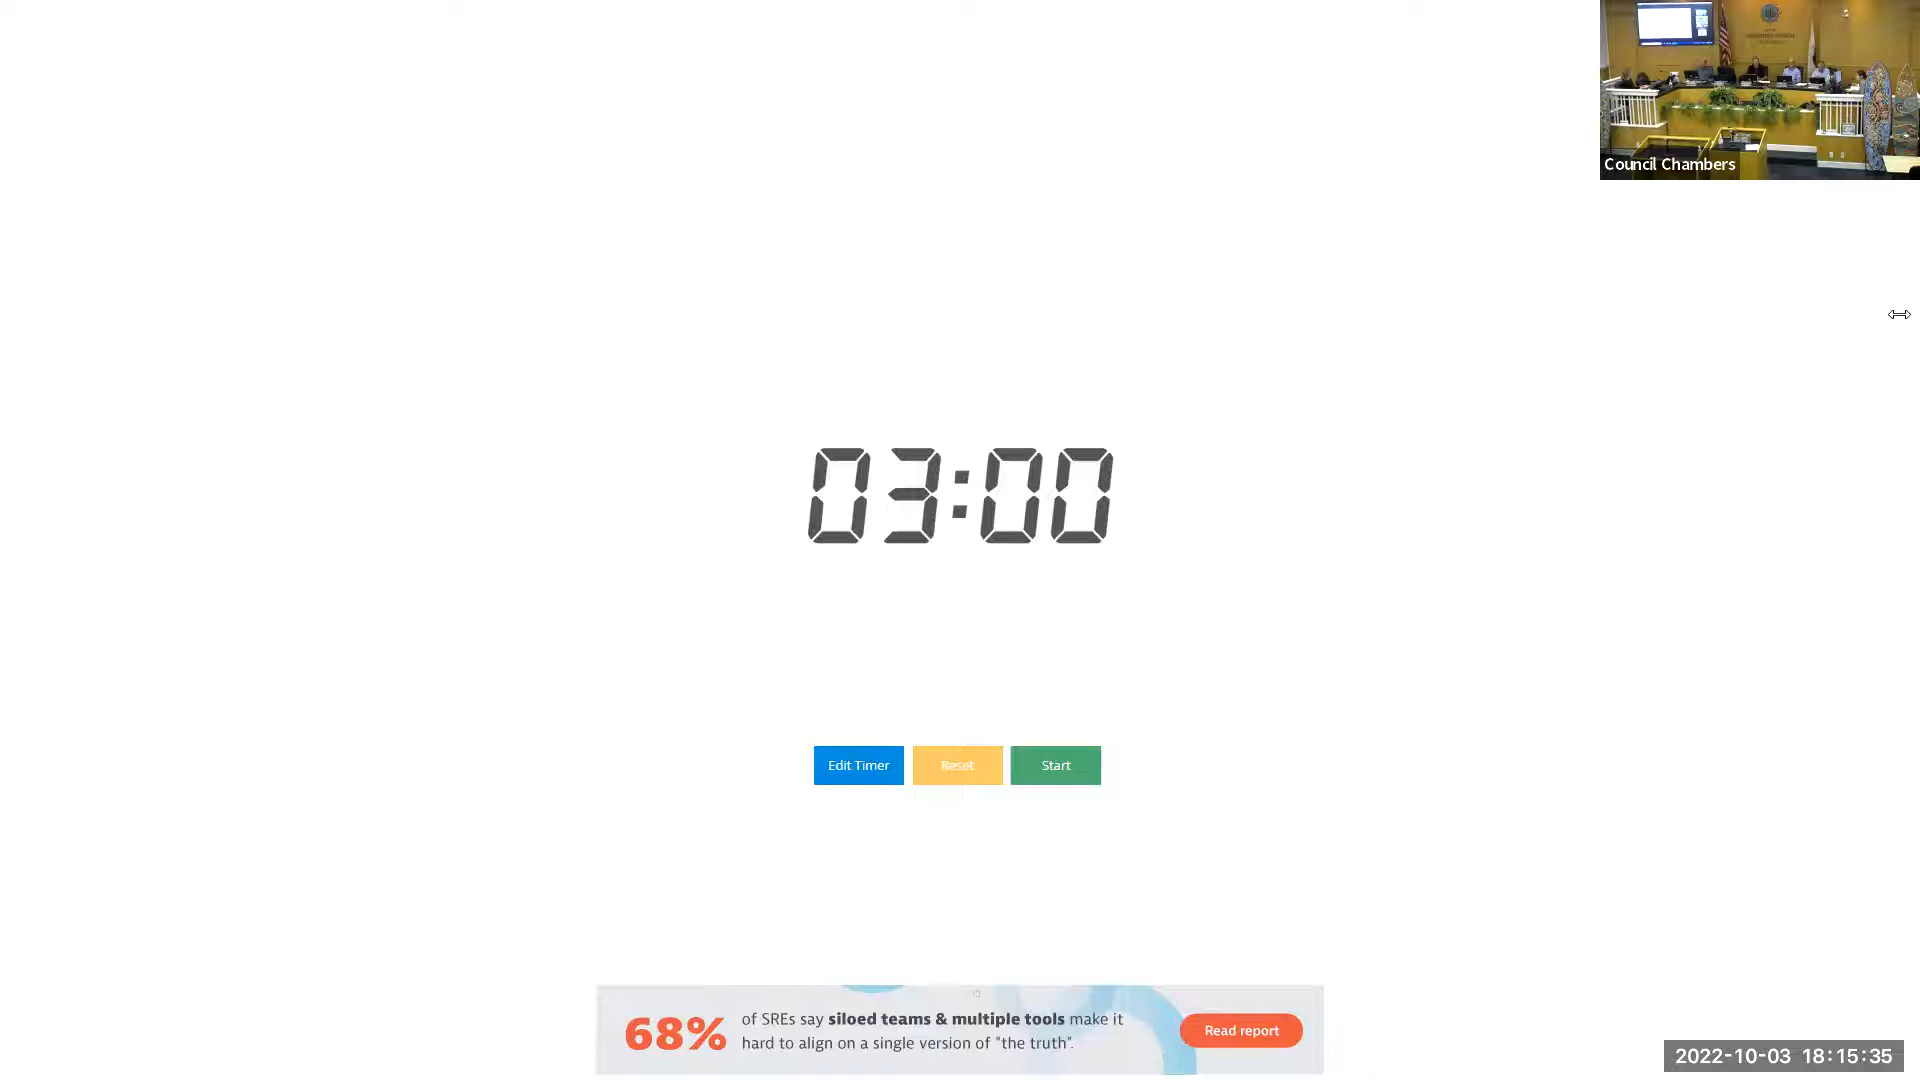 Council Chambers
03:00
Edit Timer
Reset
Start
68%
of SREs say siloed teams & multiple tools make it
hard to align on a single version of "the truth".
Read report
2022-10-03 18:15:35